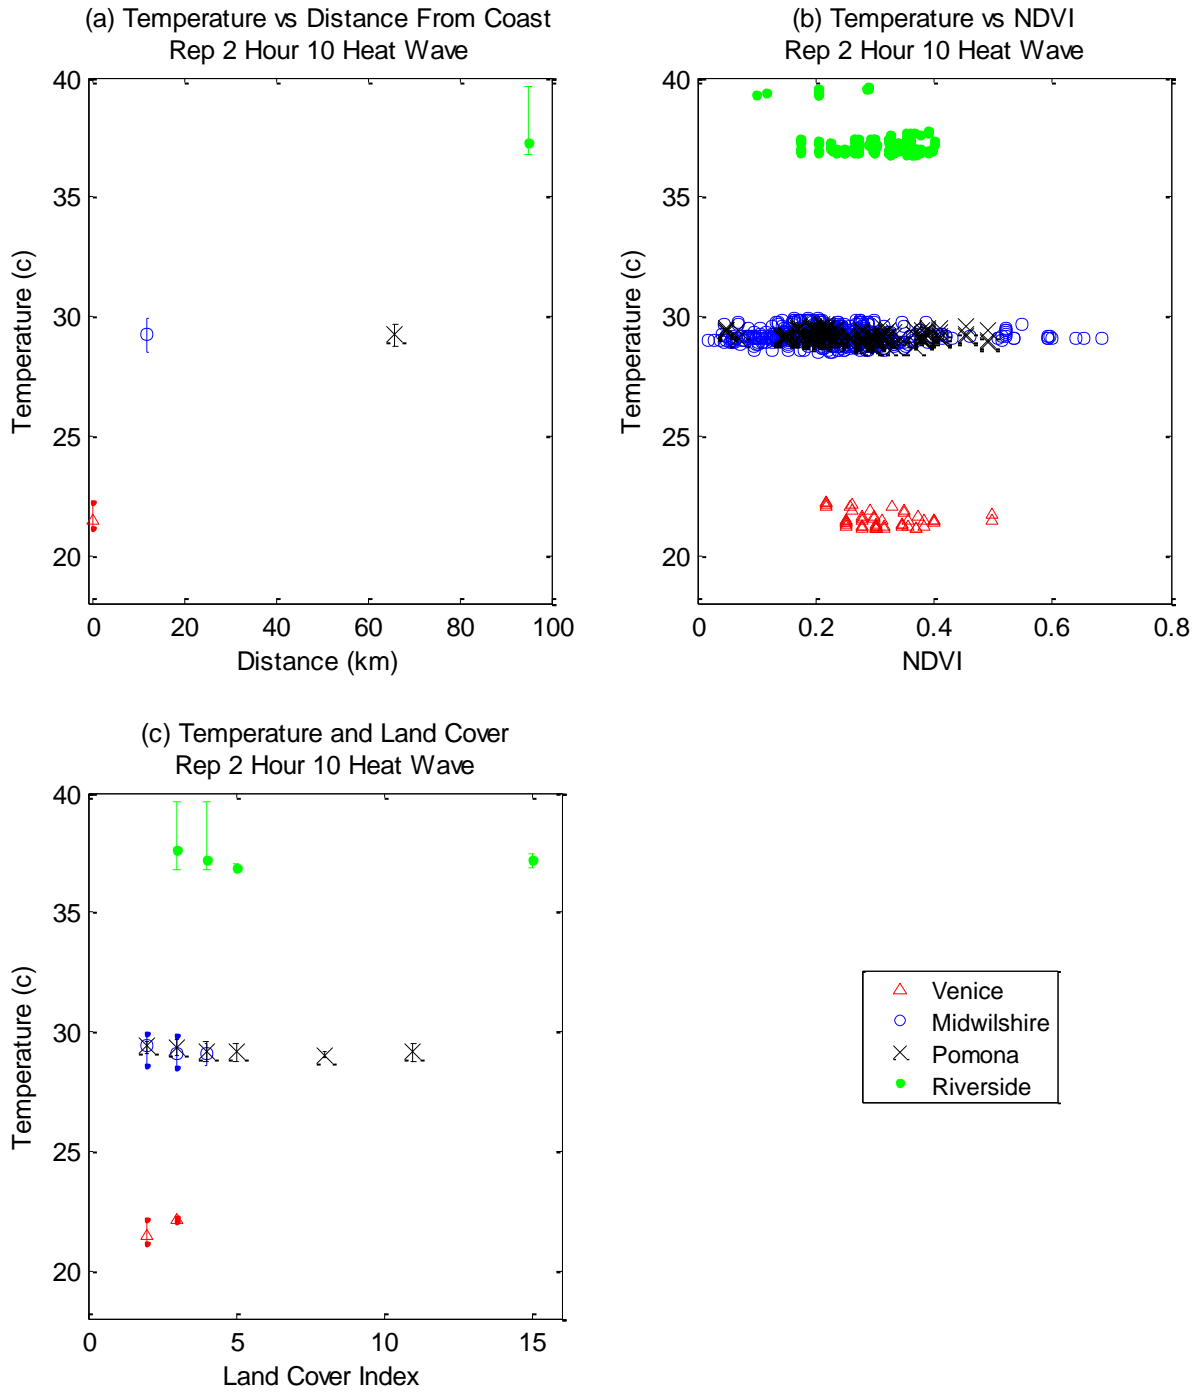 (a) Temperature vs Distance From Coast
Rep 2 Hour 10 Heat Wave
40
35
30
25
20
Temperature (c)
0 20 40 60 80 100
Distance (km)
(b) Temperature vs NDVI
Rep 2 Hour 10 Heat Wave
40
35
30
25
20
Temperature (c)
0 0.2 0.4 0.6 0.8
NDVI
(c) Temperature and Land Cover
Rep 2 Hour 10 Heat Wave
40
35
30
25
20
Temperature (c)
0 5 10 15
Land Cover Index
Venice
Midwilshire
Pomona
Riverside